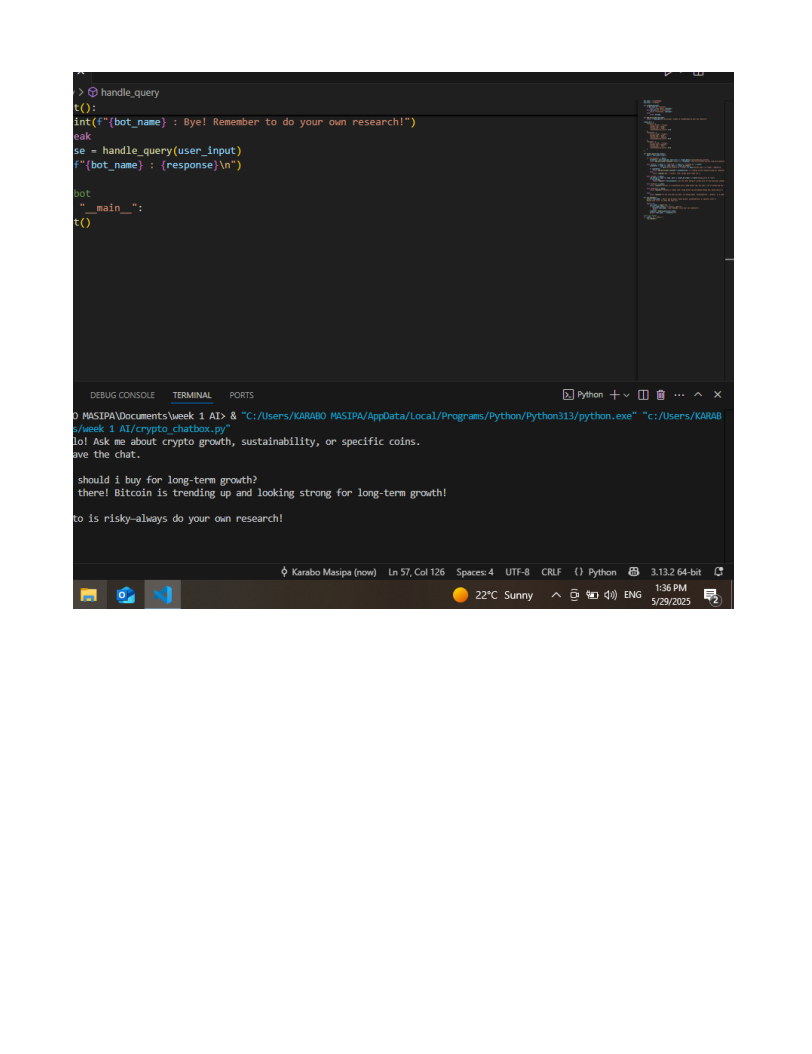 handle_query
t():
int(f"{bot_name} : Bye! Remember to do your own research!")
eak
se = handle_query(user_input)
f"{bot_name} : {response}\n")
bot
"__main__":
t()
DEBUG CONSOLE TERMINAL PORTS Python
O MASIPA\Documents\week 1 AI> & "C:/Users/KARABO MASIPA/AppData/Local/Programs/Python/Python313/python.exe" "c:/Users/KARAB
s/week 1 AI/crypto_chatbox.py"
lo! Ask me about crypto growth, sustainability, or specific coins.
ave the chat.
should i buy for long-term growth?
there! Bitcoin is trending up and looking strong for long-term growth!
to is risky—always do your own research!
Karabo Masipa (now) Ln 57, Col 126 Spaces: 4 UTF-8 CRLF {} Python 3.13.2 64-bit
22°C Sunny ENG 1:36 PM
5/29/2025 2